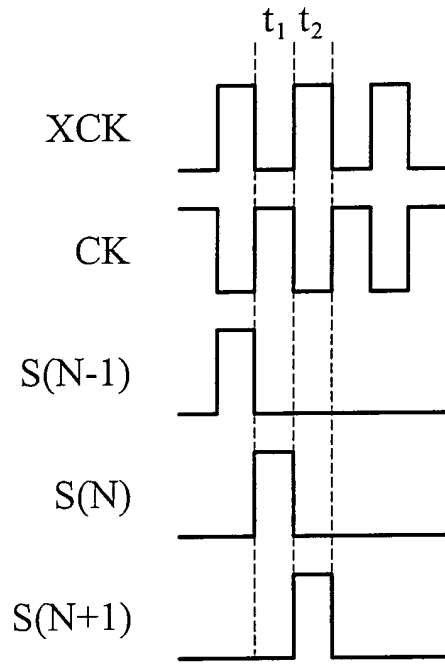 t₁ t₂
XCK
CK
S(N-1)
S(N)
S(N+1)